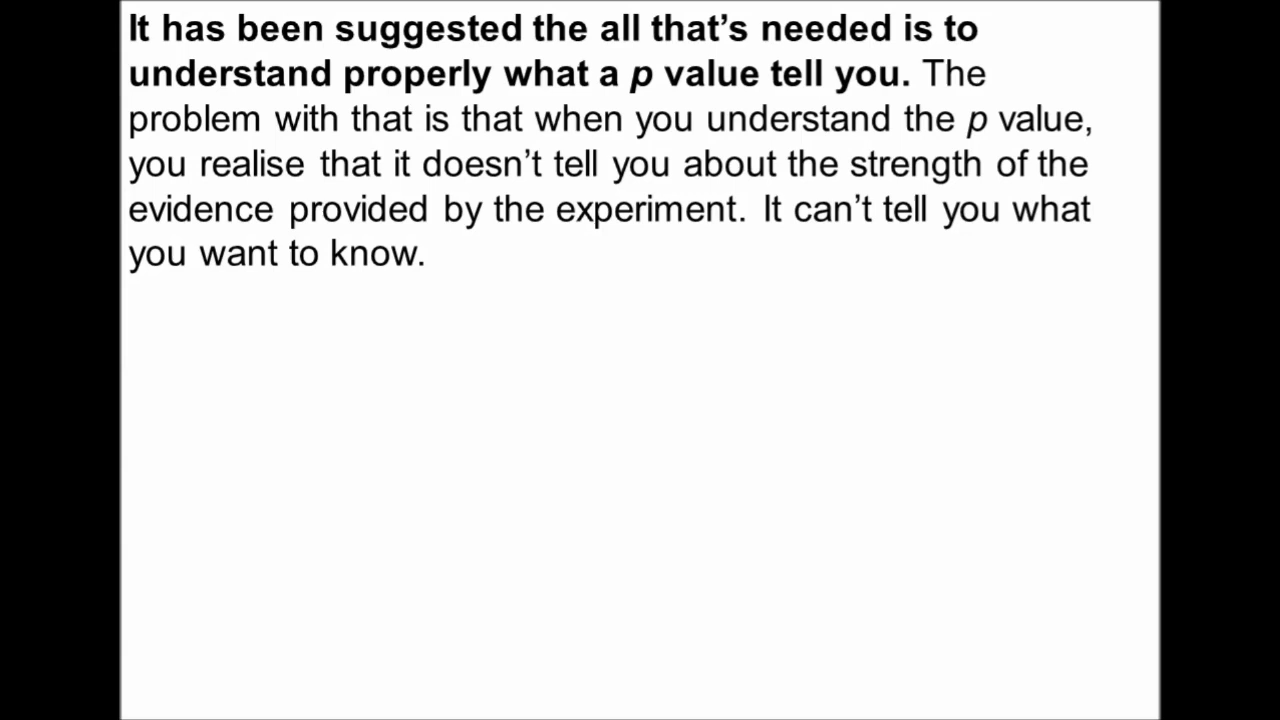 It has been suggested the all that's needed is to
understand properly what a p value tell you. The
problem with that is that when you understand the p value,
you realise that it doesn't tell you about the strength of the
evidence provided by the experiment. It can't tell you what
you want to know.